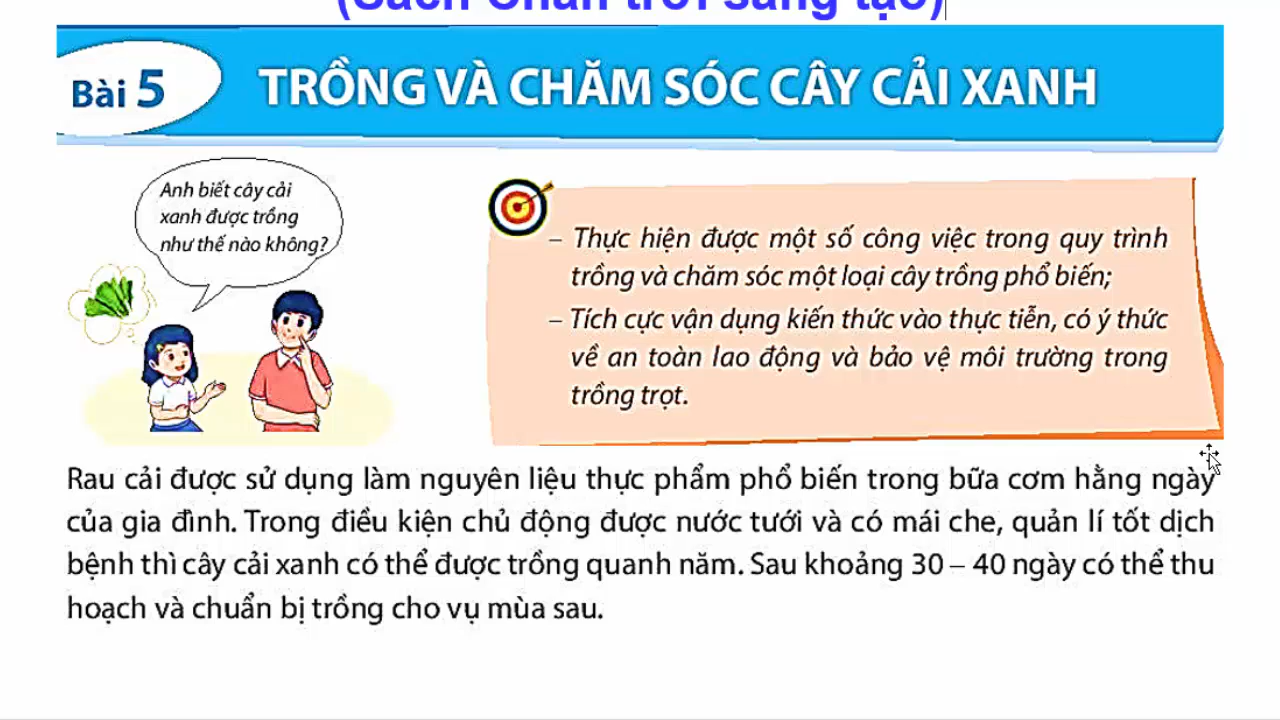 (Sách Chân trời sáng tạo)
Bài 5
TRỒNG VÀ CHĂM SÓC CÂY CẢI XANH
Anh biết cây cải
xanh được trồng
như thế nào không?
– Thực hiện được một số công việc trong quy trình
trồng và chăm sóc một loại cây trồng phổ biến;
– Tích cực vận dụng kiến thức vào thực tiễn, có ý thức
về an toàn lao động và bảo vệ môi trường trong
trồng trọt.
Rau cải được sử dụng làm nguyên liệu thực phẩm phổ biến trong bữa cơm hằng ngày
của gia đình. Trong điều kiện chủ động được nước tưới và có mái che, quản lí tốt dịch
bệnh thì cây cải xanh có thể được trồng quanh năm. Sau khoảng 30 – 40 ngày có thể thu
hoạch và chuẩn bị trồng cho vụ mùa sau.